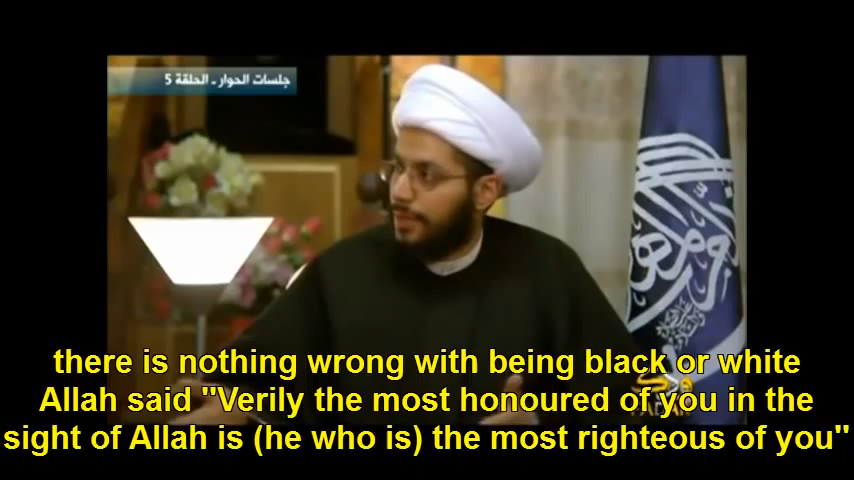 جلسات الحوار - الحلقة 5
there is nothing wrong with being black or white
Allah said "Verily the most honoured of you in the
sight of Allah is (he who is) the most righteous of you"